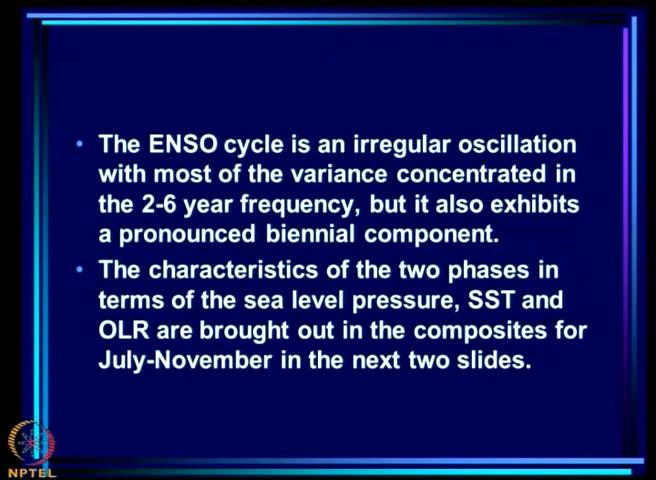 • The ENSO cycle is an irregular oscillation
with most of the variance concentrated in
the 2-6 year frequency, but it also exhibits
a pronounced biennial component.
• The characteristics of the two phases in
terms of the sea level pressure, SST and
OLR are brought out in the composites for
July-November in the next two slides.
NPTEL